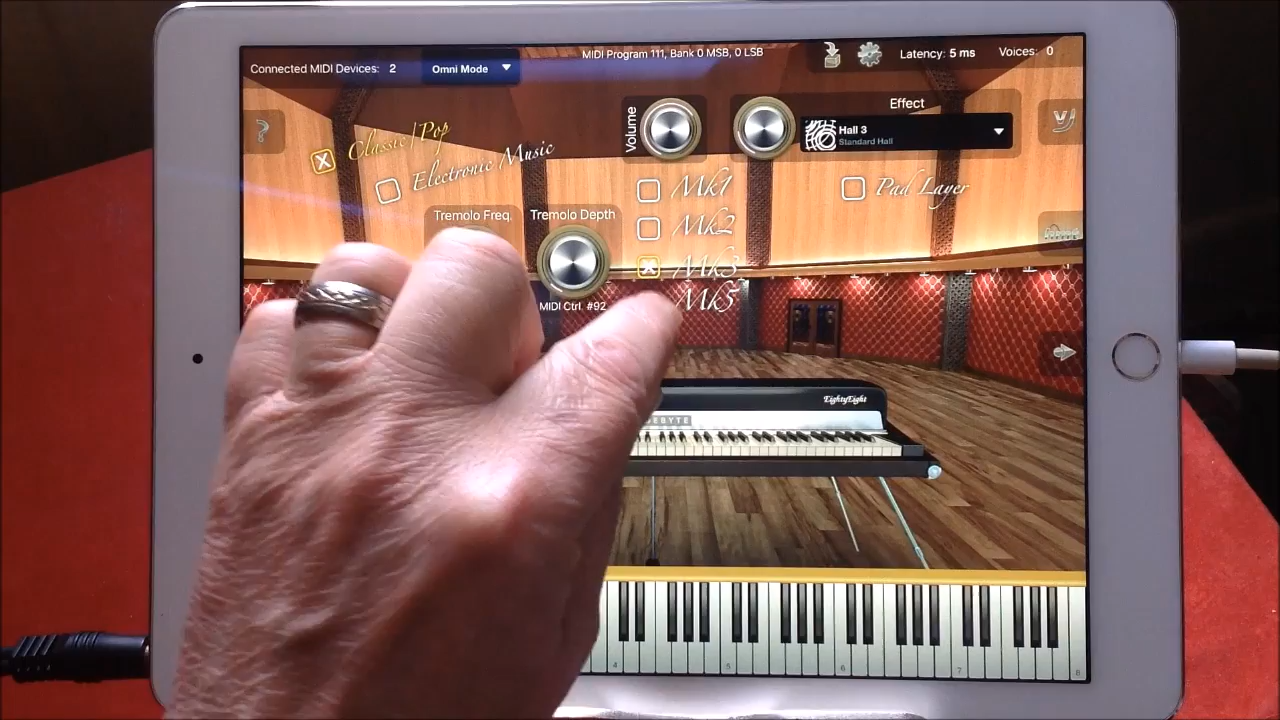 Connected MIDI Devices: 2
Omni Mode
MIDI Program 111, Bank 0 MSB, 0 LSB
Latency: 5 ms
Voices: 0
?
Classic/Pop
Electronic Music
Volume
Effect
Hall 3
Standard Hall
Mk1
Mk2
Mk3
Mk5
Pad Layer
Tremolo Freq.
Tremolo Depth
MIDI Ctrl. #92
EightyEight
4 5 6 7 8